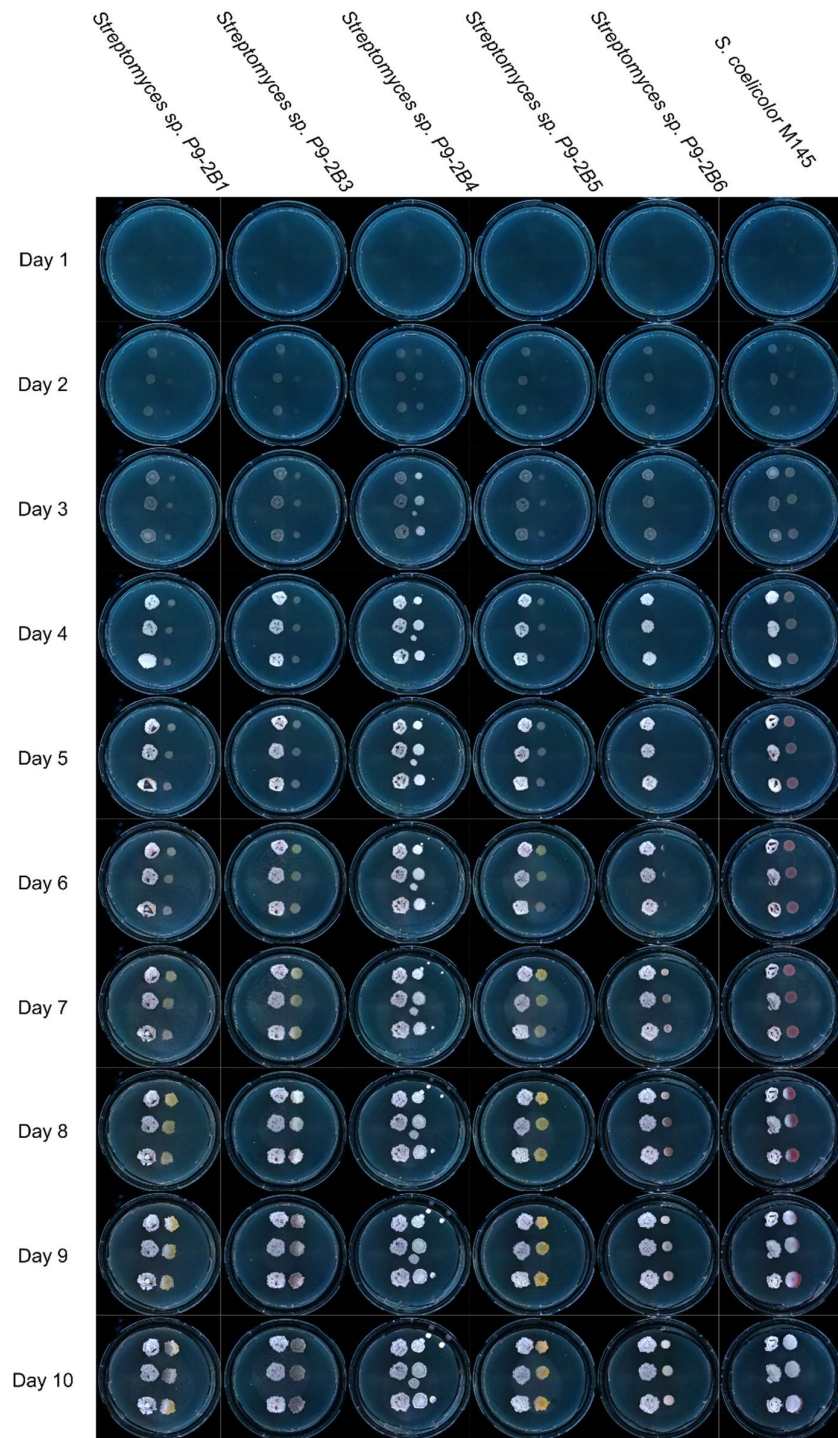 Streptomyces sp. P9-2B1
Streptomyces sp. P9-2B3
Streptomyces sp. P9-2B4
Streptomyces sp. P9-2B5
Streptomyces sp. P9-2B6
S. coelicolor M145
Day 1
Day 2
Day 3
Day 4
Day 5
Day 6
Day 7
Day 8
Day 9
Day 10